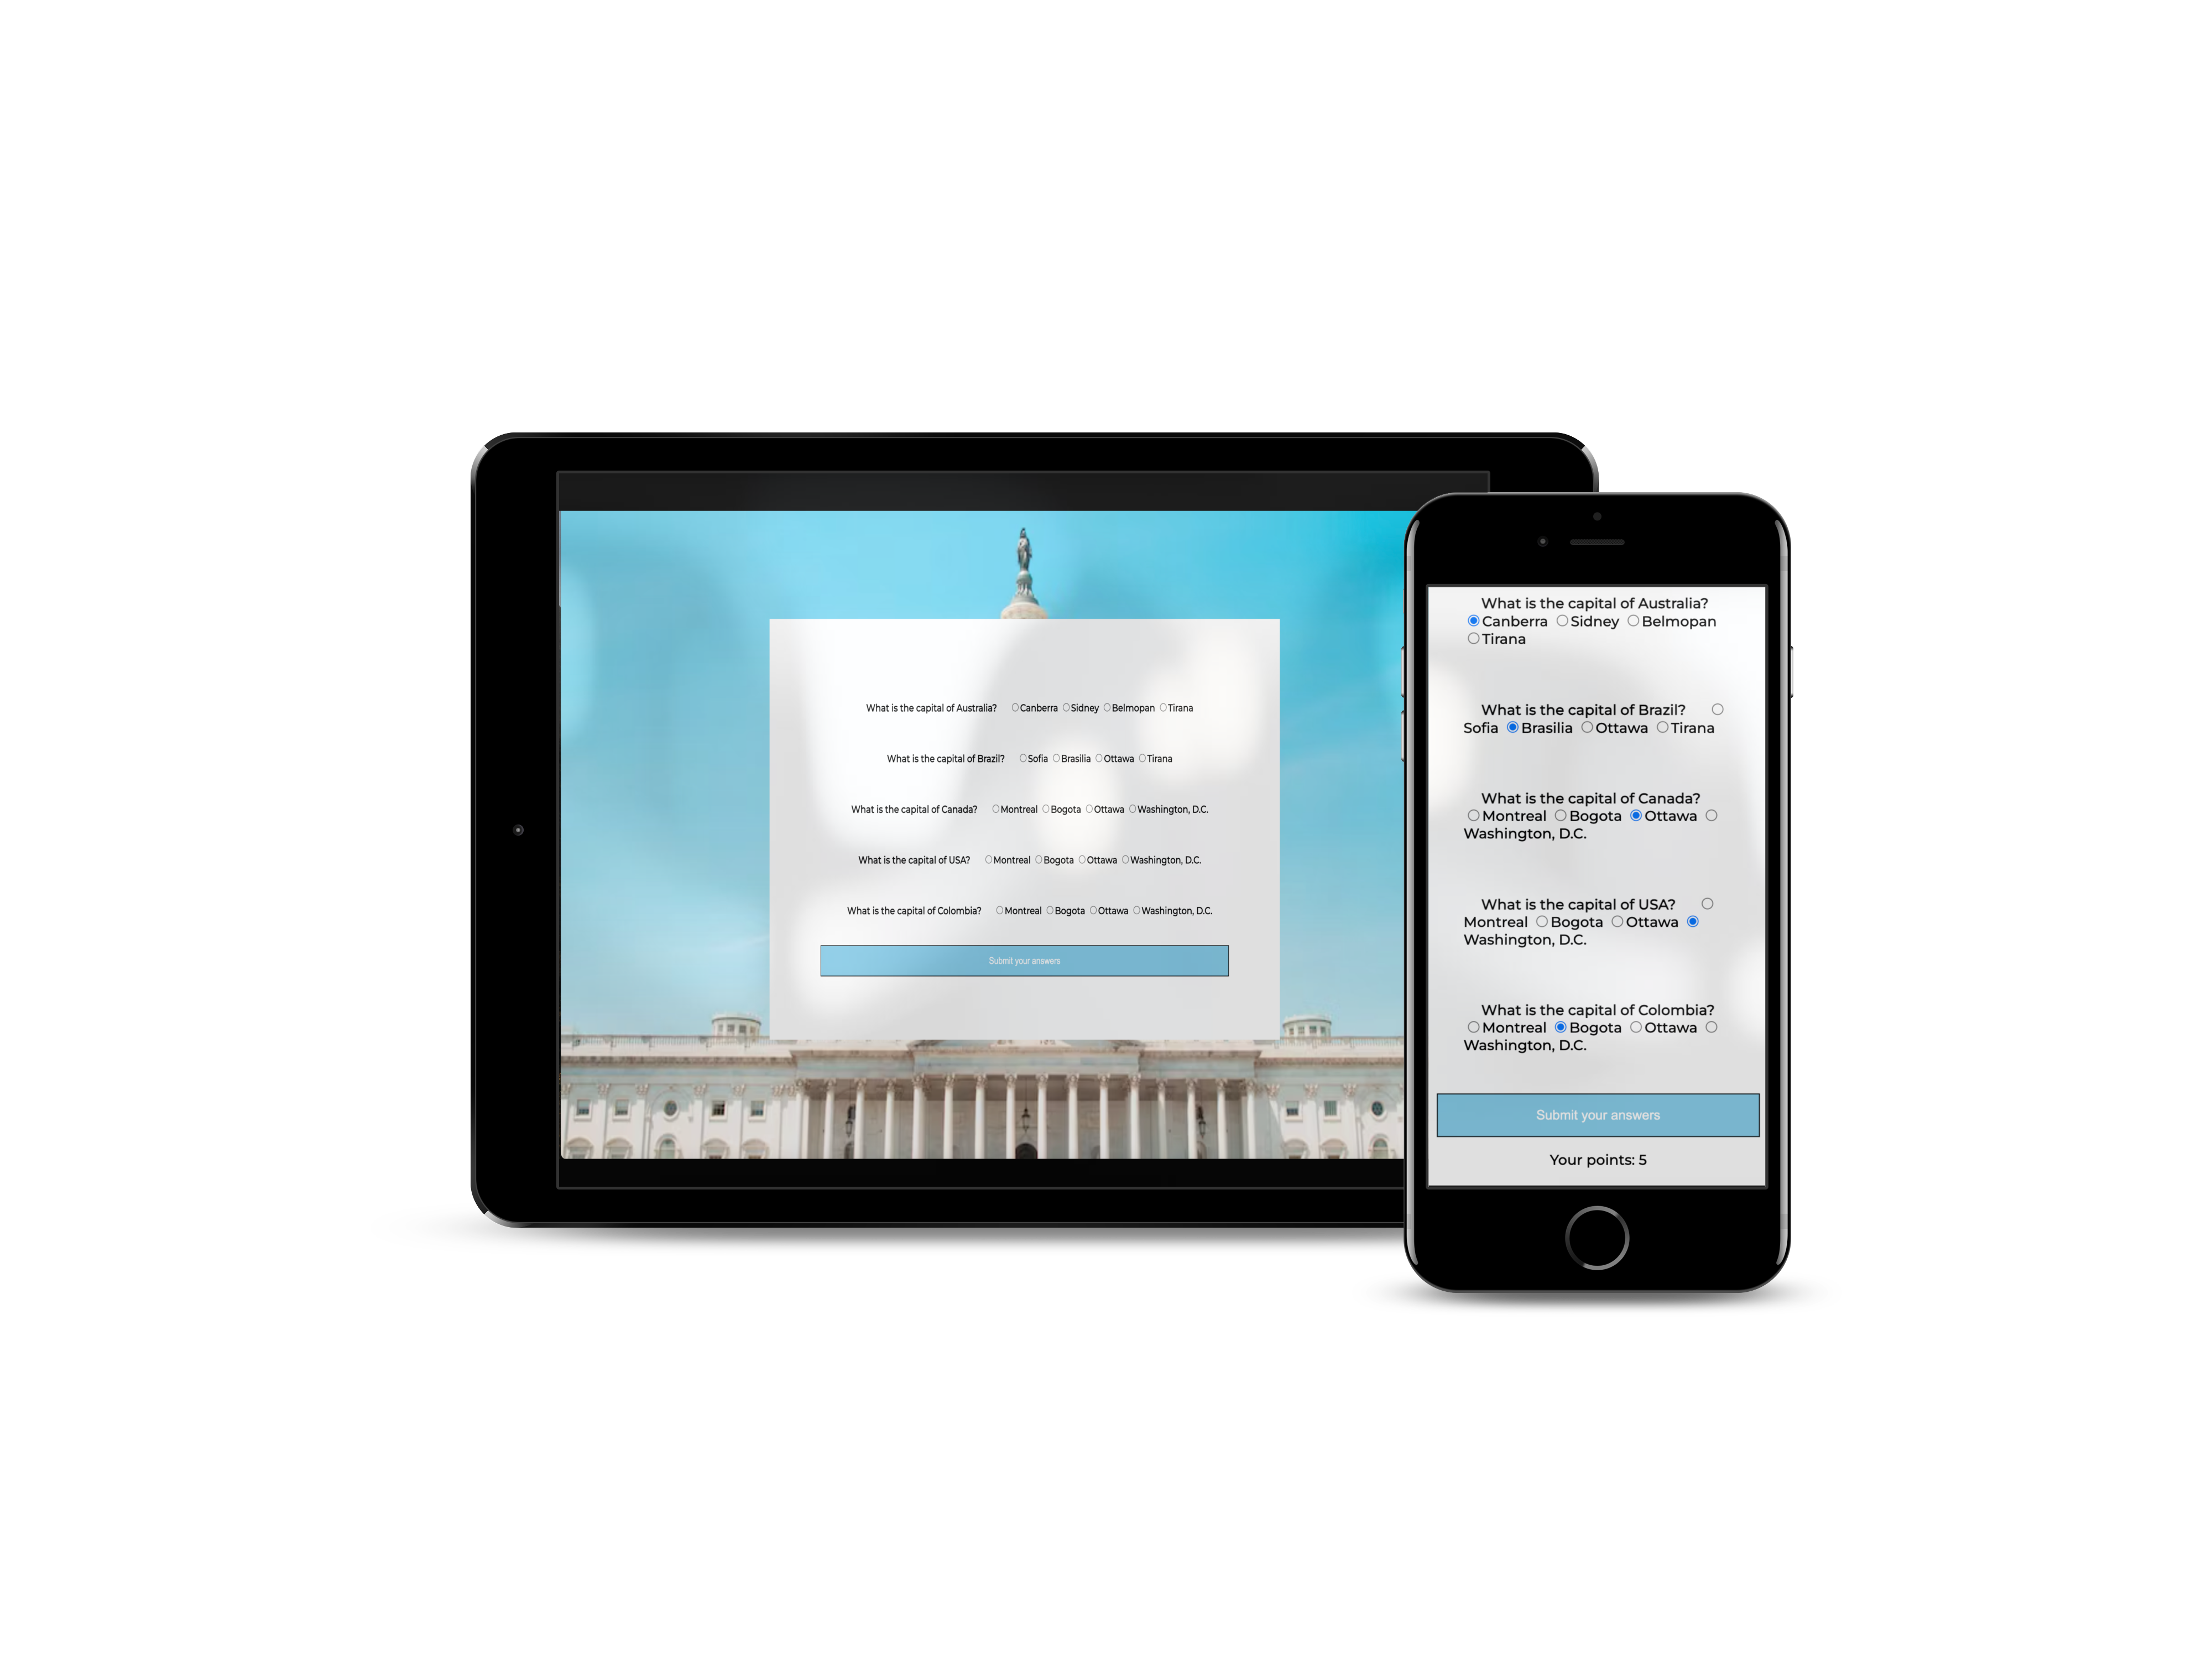 What is the capital of Australia? Canberra Sidney Belmopan Tirana
What is the capital of Brazil? Sofia Brasilia Ottawa Tirana
What is the capital of Canada? Montreal Bogota Ottawa Washington, D.C.
What is the capital of USA? Montreal Bogota Ottawa Washington, D.C.
What is the capital of Colombia? Montreal Bogota Ottawa Washington, D.C.
Submit your answers
What is the capital of Australia?
Canberra Sidney Belmopan
Tirana
What is the capital of Brazil?
Sofia Brasilia Ottawa Tirana
What is the capital of Canada?
Montreal Bogota Ottawa
Washington, D.C.
What is the capital of USA?
Montreal Bogota Ottawa
Washington, D.C.
What is the capital of Colombia?
Montreal Bogota Ottawa
Washington, D.C.
Submit your answers
Your points: 5